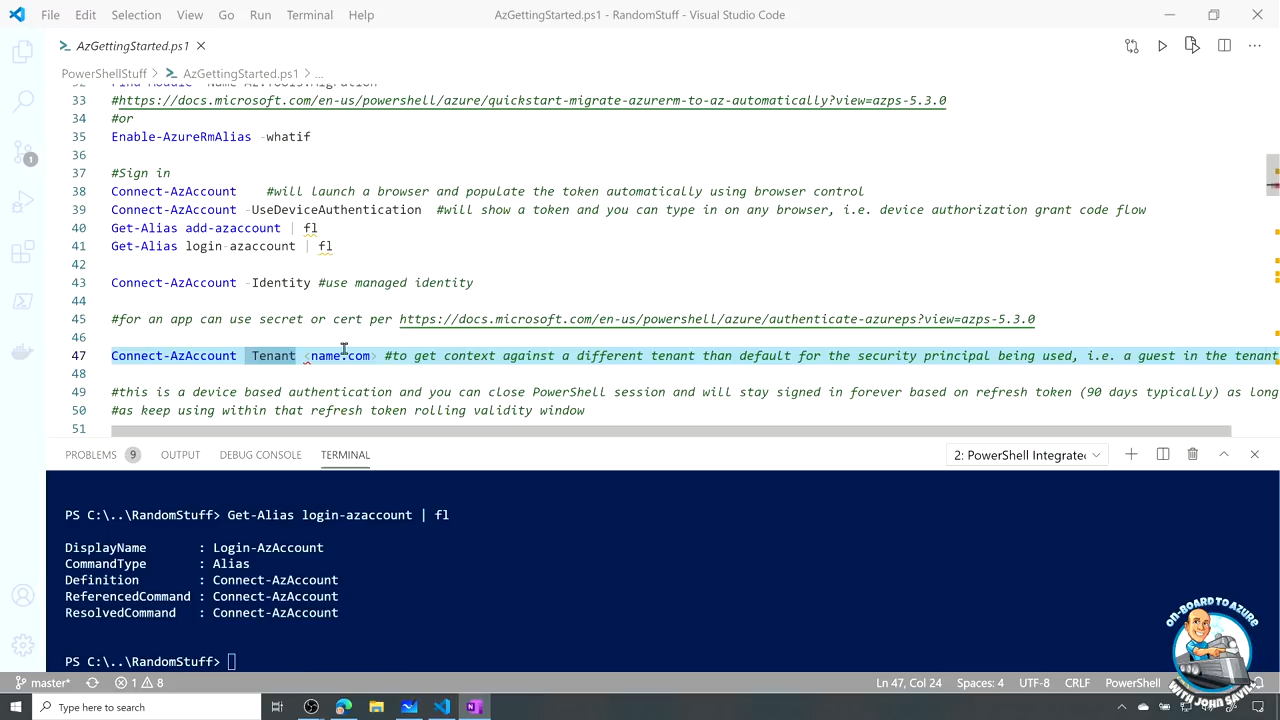 File Edit Selection View Go Run Terminal Help AzGettingStarted.ps1 - RandomStuff - Visual Studio Code
AzGettingStarted.ps1
PowerShellStuff > AzGettingStarted.ps1 > ...
32 Find-Module -Name Az.Tools.Migration
33 #https://docs.microsoft.com/en-us/powershell/azure/quickstart-migrate-azurerm-to-az-automatically?view=azps-5.3.0
34 #or
35 Enable-AzureRmAlias -whatif
36
37 #Sign in
38 Connect-AzAccount #will launch a browser and populate the token automatically using browser control
39 Connect-AzAccount -UseDeviceAuthentication #will show a token and you can type in on any browser, i.e. device authorization grant code flow
40 Get-Alias add-azaccount | fl
41 Get-Alias login-azaccount | fl
42
43 Connect-AzAccount -Identity #use managed identity
44
45 #for an app can use secret or cert per https://docs.microsoft.com/en-us/powershell/azure/authenticate-azureps?view=azps-5.3.0
46
47 Connect-AzAccount -Tenant <name.com> #to get context against a different tenant than default for the security principal being used, i.e. a guest in the tenant
48
49 #this is a device based authentication and you can close PowerShell session and will stay signed in forever based on refresh token (90 days typically) as long
50 #as keep using within that refresh token rolling validity window
51
PROBLEMS 9 OUTPUT DEBUG CONSOLE TERMINAL 2: PowerShell Integrate
PS C:\..\RandomStuff> Get-Alias login-azaccount | fl
DisplayName : Login-AzAccount
CommandType : Alias
Definition : Connect-AzAccount
ReferencedCommand : Connect-AzAccount
ResolvedCommand : Connect-AzAccount
PS C:\..\RandomStuff>
ON-BOARD TO AZURE
WITH JOHN SAVILL
master* 1 8 Ln 47, Col 24 Spaces: 4 UTF-8 CRLF PowerShell
Type here to search
1